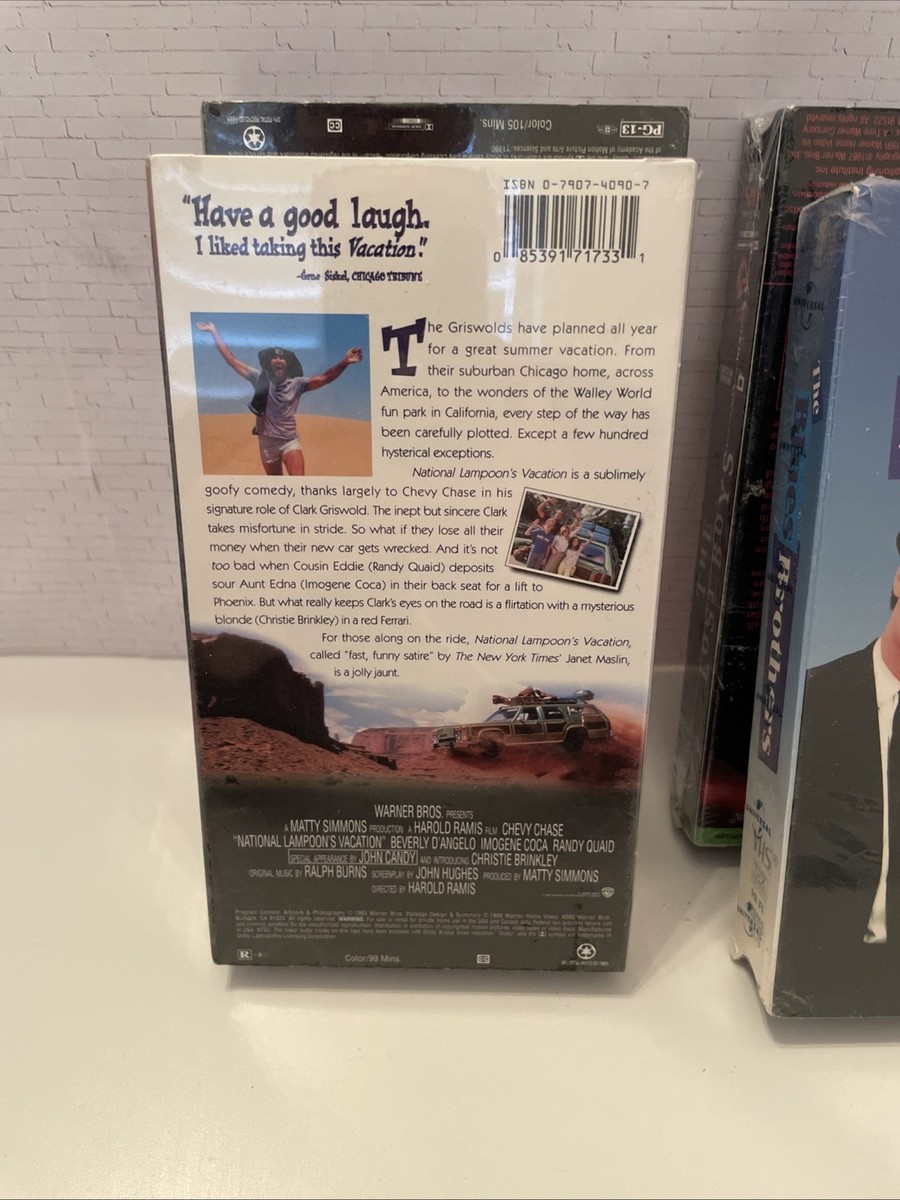 Color/105 Mins.
PG-13
of the Academy of Motion Picture Arts and Sciences.
"Have a good laugh.
I liked taking this Vacation."
-Gene Siskel, CHICAGO TRIBUNE
ISBN 0-7907-4090-7
0 85391 71733 1
The Griswolds have planned all year
for a great summer vacation. From
their suburban Chicago home, across
America, to the wonders of the Walley World
fun park in California, every step of the way has
been carefully plotted. Except a few hundred
hysterical exceptions.
National Lampoon's Vacation is a sublimely
goofy comedy, thanks largely to Chevy Chase in his
signature role of Clark Griswold. The inept but sincere Clark
takes misfortune in stride. So what if they lose all their
money when their new car gets wrecked. And it's not
too bad when Cousin Eddie (Randy Quaid) deposits
sour Aunt Edna (Imogene Coca) in their back seat for a lift to
Phoenix. But what really keeps Clark's eyes on the road is a flirtation with a mysterious
blonde (Christie Brinkley) in a red Ferrari.
For those along on the ride, National Lampoon's Vacation,
called "fast, funny satire" by The New York Times' Janet Maslin,
is a jolly jaunt.
WARNER BROS. PRESENTS
A MATTY SIMMONS PRODUCTION A HAROLD RAMIS FILM CHEVY CHASE
"NATIONAL LAMPOON'S VACATION" BEVERLY D'ANGELO IMOGENE COCA RANDY QUAID
SPECIAL APPEARANCE BY JOHN CANDY AND INTRODUCING CHRISTIE BRINKLEY
ORIGINAL MUSIC BY RALPH BURNS SCREENPLAY BY JOHN HUGHES PRODUCED BY MATTY SIMMONS
DIRECTED BY HAROLD RAMIS
R
Color/99 Mins.
CC
The
Blues
Brothers
VHS